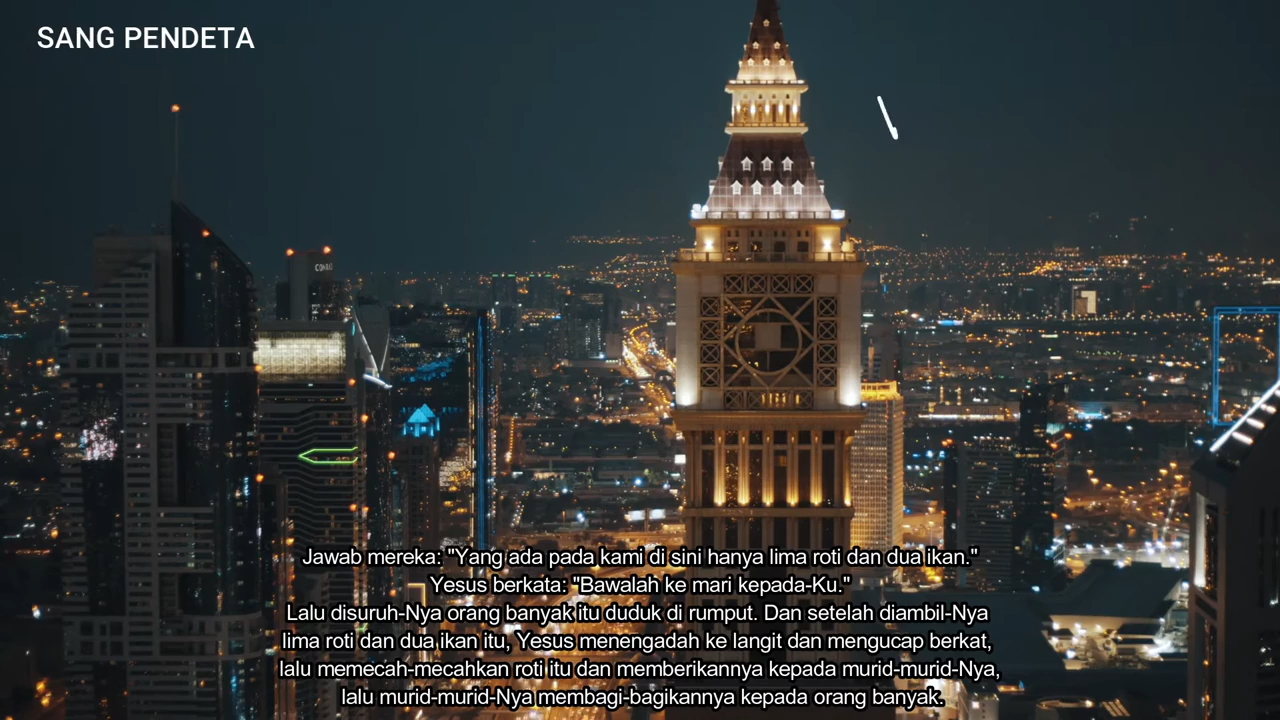 SANG PENDETA
Jawab mereka: "Yang ada pada kami di sini hanya lima roti dan dua ikan."
Yesus berkata: "Bawalah ke mari kepada-Ku."
Lalu disuruh-Nya orang banyak itu duduk di rumput. Dan setelah diambil-Nya
lima roti dan dua ikan itu, Yesus menengadah ke langit dan mengucap berkat,
lalu memecah-mecahkan roti itu dan memberikannya kepada murid-murid-Nya,
lalu murid-murid-Nya membagi-bagikannya kepada orang banyak.